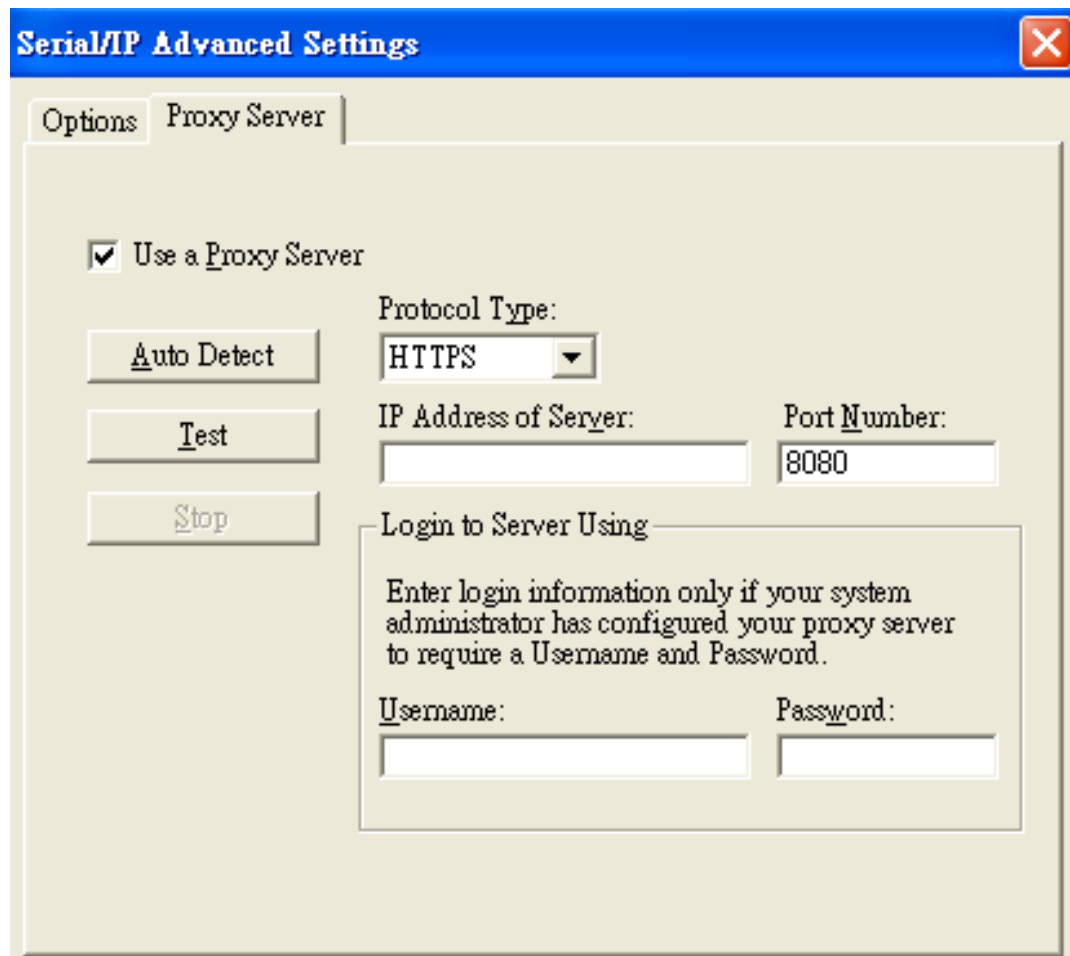 Serial/IP Advanced Settings
Options
Proxy Server
Use a Proxy Server
Protocol Type:
Auto Detect
HTTPS
IP Address of Server:
Port Number:
Test
8080
Stop
Login to Server Using
Enter login information only if your system
administrator has configured your proxy server
to require a Username and Password.
Username:
Password: